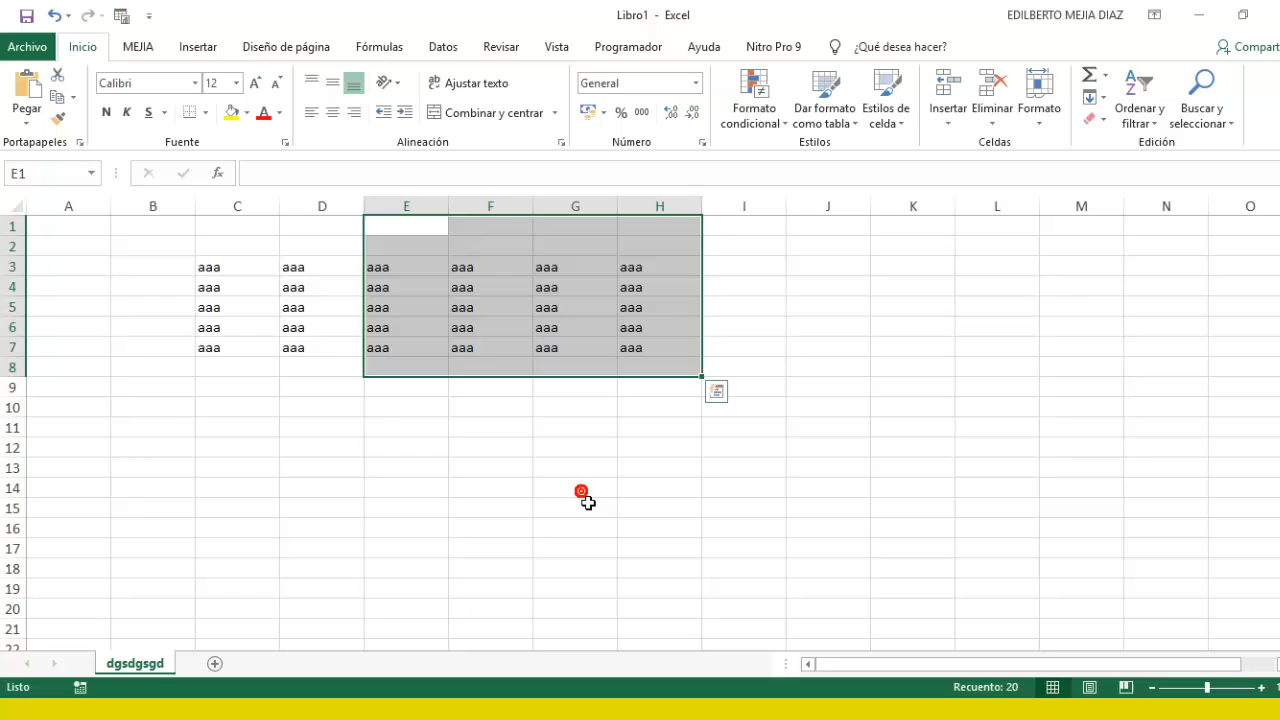 Libro1 - Excel
EDILBERTO MEJIA DIAZ
Archivo Inicio MEJIA Insertar Diseño de página Fórmulas Datos Revisar Vista Programador Ayuda Nitro Pro 9 ¿Qué desea hacer? Compart
Pegar
Calibri 12
N K S
Ajustar texto
Combinar y centrar
General
% 000
Formato condicional
Dar formato como tabla
Estilos de celda
Insertar Eliminar Formato
Ordenar y filtrar
Buscar y seleccionar
Portapapeles Fuente Alineación Número Estilos Celdas Edición
E1 fx
A B C D E F G H I J K L M N O
1
2
3 aaa aaa aaa aaa aaa aaa
4 aaa aaa aaa aaa aaa aaa
5 aaa aaa aaa aaa aaa aaa
6 aaa aaa aaa aaa aaa aaa
7 aaa aaa aaa aaa aaa aaa
8
9
10
11
12
13
14
15
16
17
18
19
20
21
22
dgsdgsgd
Listo Recuento: 20